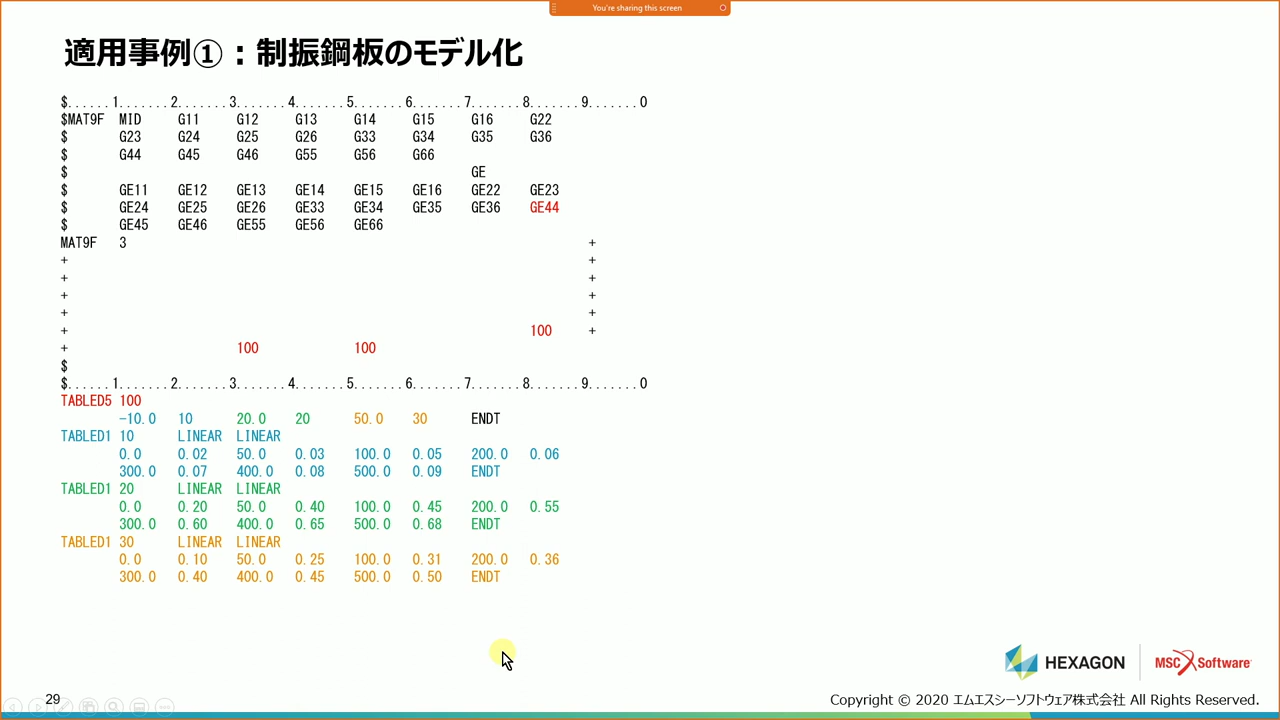 You're sharing this screen
適用事例①：制振鋼板のモデル化
$......1.......2.......3.......4.......5.......6.......7.......8.......9.......0
$MAT9F MID G11 G12 G13 G14 G15 G16 G22
$ G23 G24 G25 G26 G33 G34 G35 G36
$ G44 G45 G46 G55 G56 G66
$ GE
$ GE11 GE12 GE13 GE14 GE15 GE16 GE22 GE23
$ GE24 GE25 GE26 GE33 GE34 GE35 GE36 GE44
$ GE45 GE46 GE55 GE56 GE66
MAT9F 3 +
+ +
+ +
+ +
+ +
+ 100 +
+ 100 100
$
$......1.......2.......3.......4.......5.......6.......7.......8.......9.......0
TABLED5 100
-10.0 10 20.0 20 50.0 30 ENDT
TABLED1 10 LINEAR LINEAR
0.0 0.02 50.0 0.03 100.0 0.05 200.0 0.06
300.0 0.07 400.0 0.08 500.0 0.09 ENDT
TABLED1 20 LINEAR LINEAR
0.0 0.20 50.0 0.40 100.0 0.45 200.0 0.55
300.0 0.60 400.0 0.65 500.0 0.68 ENDT
TABLED1 30 LINEAR LINEAR
0.0 0.10 50.0 0.25 100.0 0.31 200.0 0.36
300.0 0.40 400.0 0.45 500.0 0.50 ENDT
HEXAGON
MSC Software
29
Copyright © 2020 エムエスシーソフトウェア株式会社 All Rights Reserved.